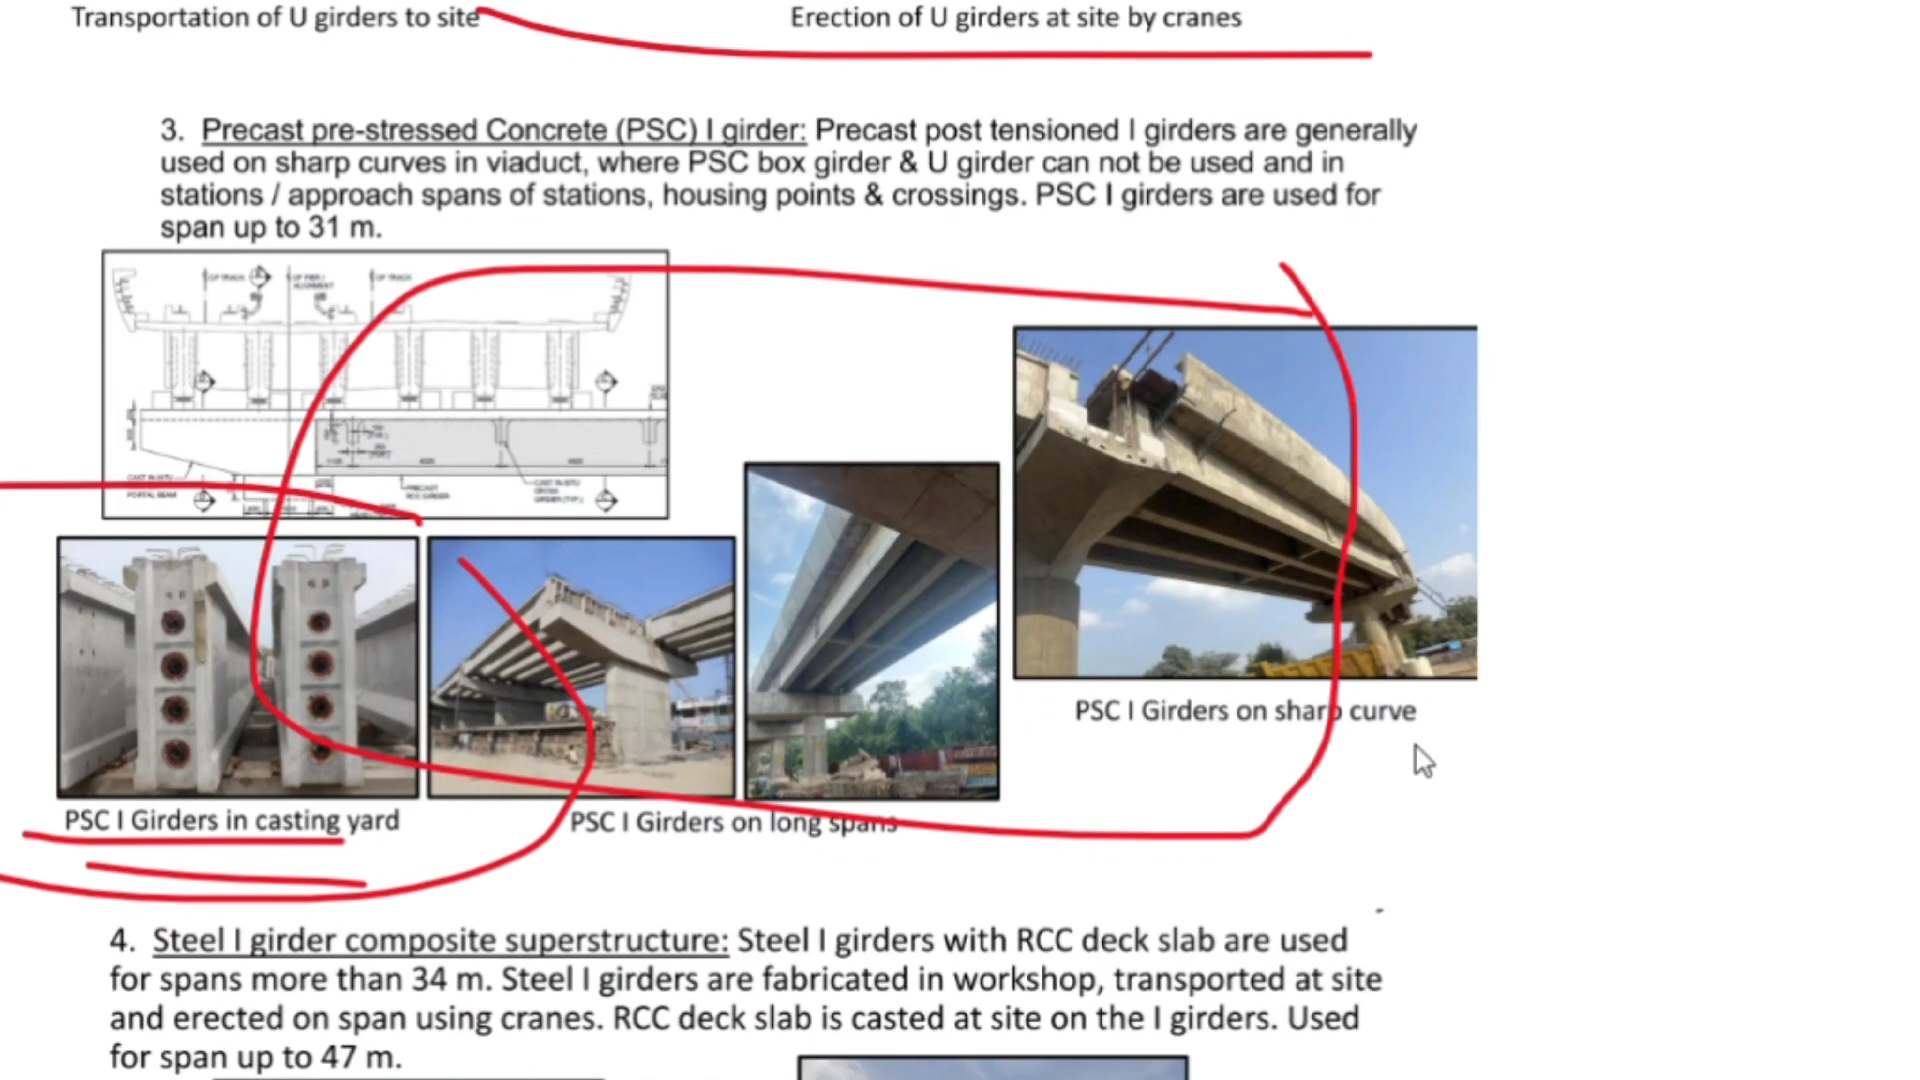 Transportation of U girders to site
Erection of U girders at site by cranes
3. Precast pre-stressed Concrete (PSC) I girder: Precast post tensioned I girders are generally
used on sharp curves in viaduct, where PSC box girder & U girder can not be used and in
stations / approach spans of stations, housing points & crossings. PSC I girders are used for
span up to 31 m.
PSC I Girders on sharp curve
PSC I Girders in casting yard
PSC I Girders on long spans
4. Steel I girder composite superstructure: Steel I girders with RCC deck slab are used
for spans more than 34 m. Steel I girders are fabricated in workshop, transported at site
and erected on span using cranes. RCC deck slab is casted at site on the I girders. Used
for span up to 47 m.